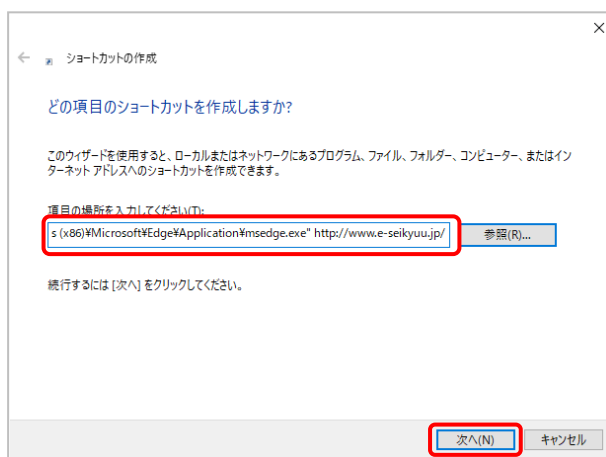 ショートカットの作成
どの項目のショートカットを作成しますか?
このウィザードを使用すると、ローカルまたはネットワークにあるプログラム、ファイル、フォルダー、コンピューター、またはイン
ターネット アドレスへのショートカットを作成できます。
項目の場所を入力してください(T):
s (x86)¥Microsoft¥Edge¥Application¥msedge.exe" http://www.e-seikyuu.jp/
参照(R)...
続行するには [次へ] をクリックしてください。
次へ(N)
キャンセル